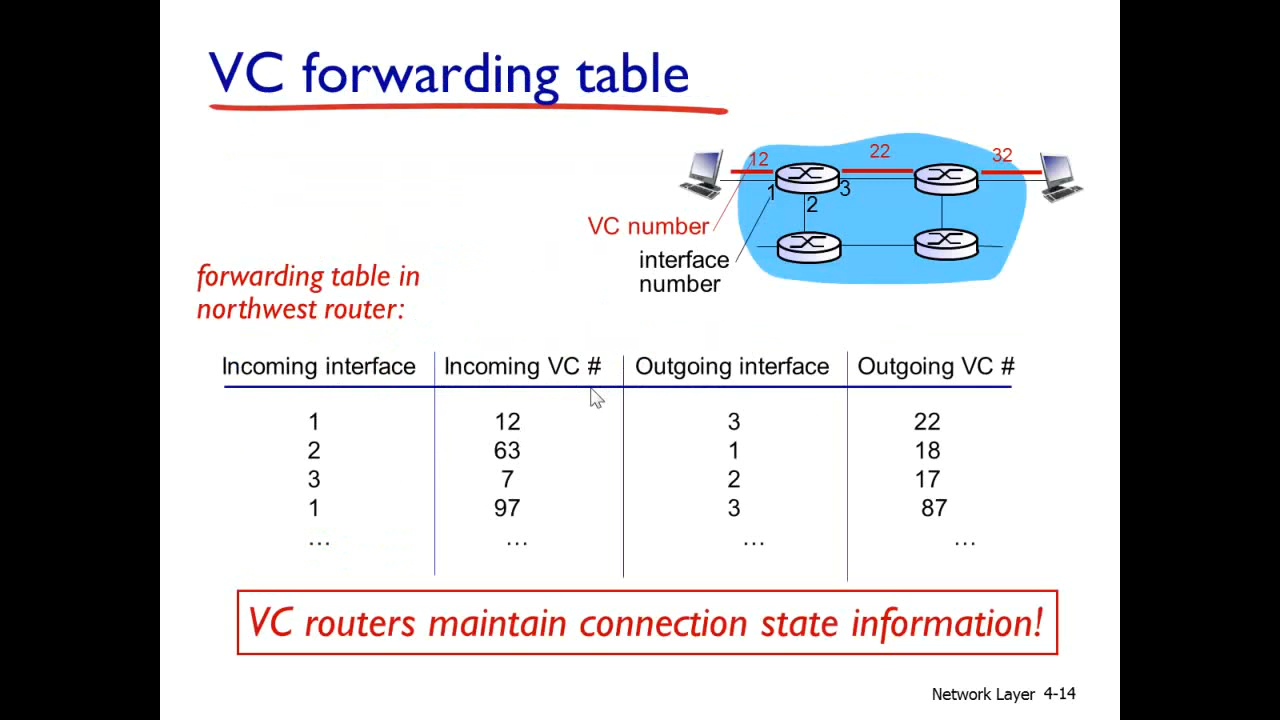 VC forwarding table
12
22
32
1
3
2
VC number
interface
number
forwarding table in
northwest router:
Incoming interface Incoming VC # Outgoing interface Outgoing VC #
1 12 3 22
2 63 1 18
3 7 2 17
1 97 3 87
… … … …
VC routers maintain connection state information!
Network Layer 4-14